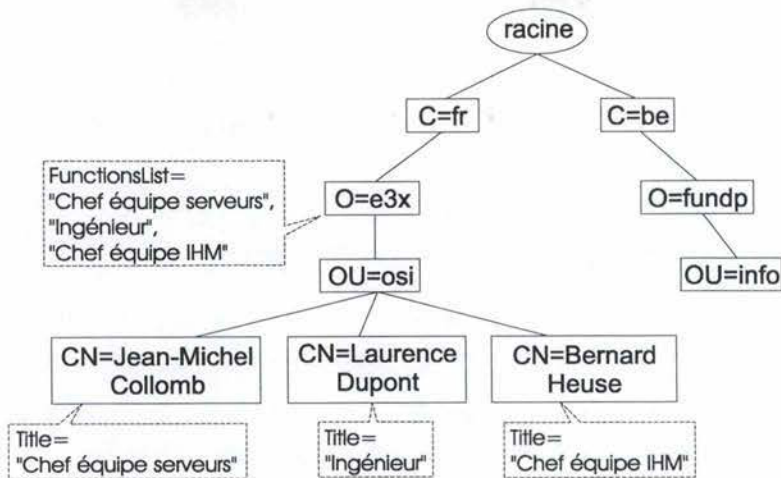 racine
C=fr
C=be
FunctionsList=
"Chef équipe serveurs",
"Ingénieur",
"Chef équipe IHM"
O=e3x
O=fundp
OU=osi
OU=info
CN=Jean-Michel
Collomb
CN=Laurence
Dupont
CN=Bernard
Heuse
Title=
"Chef équipe serveurs"
Title=
"Ingénieur"
Title=
"Chef équipe IHM"